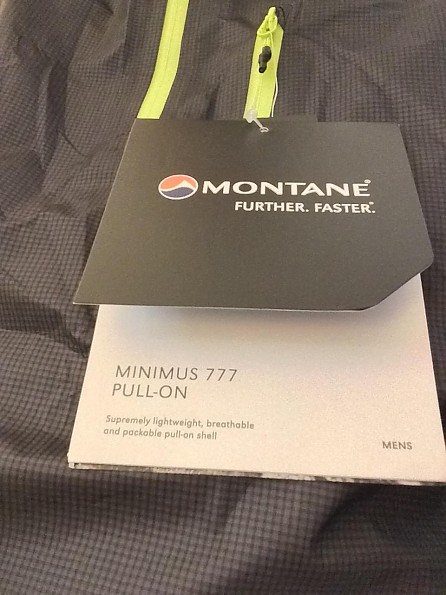 MONTANE®
FURTHER. FASTER.®
MINIMUS 777
PULL-ON
Supremely lightweight, breathable
and packable pull-on shell
MENS